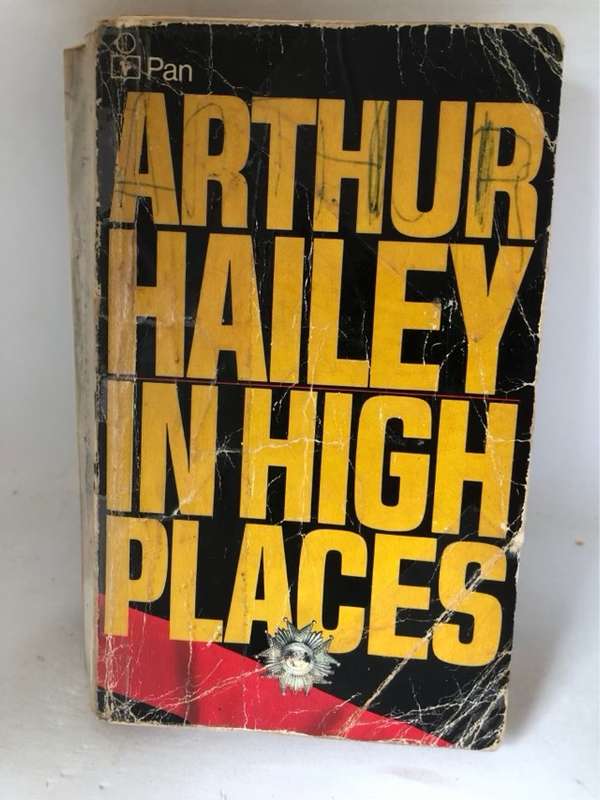 Pan
ARTHUR
HAILEY
IN HIGH
PLACES